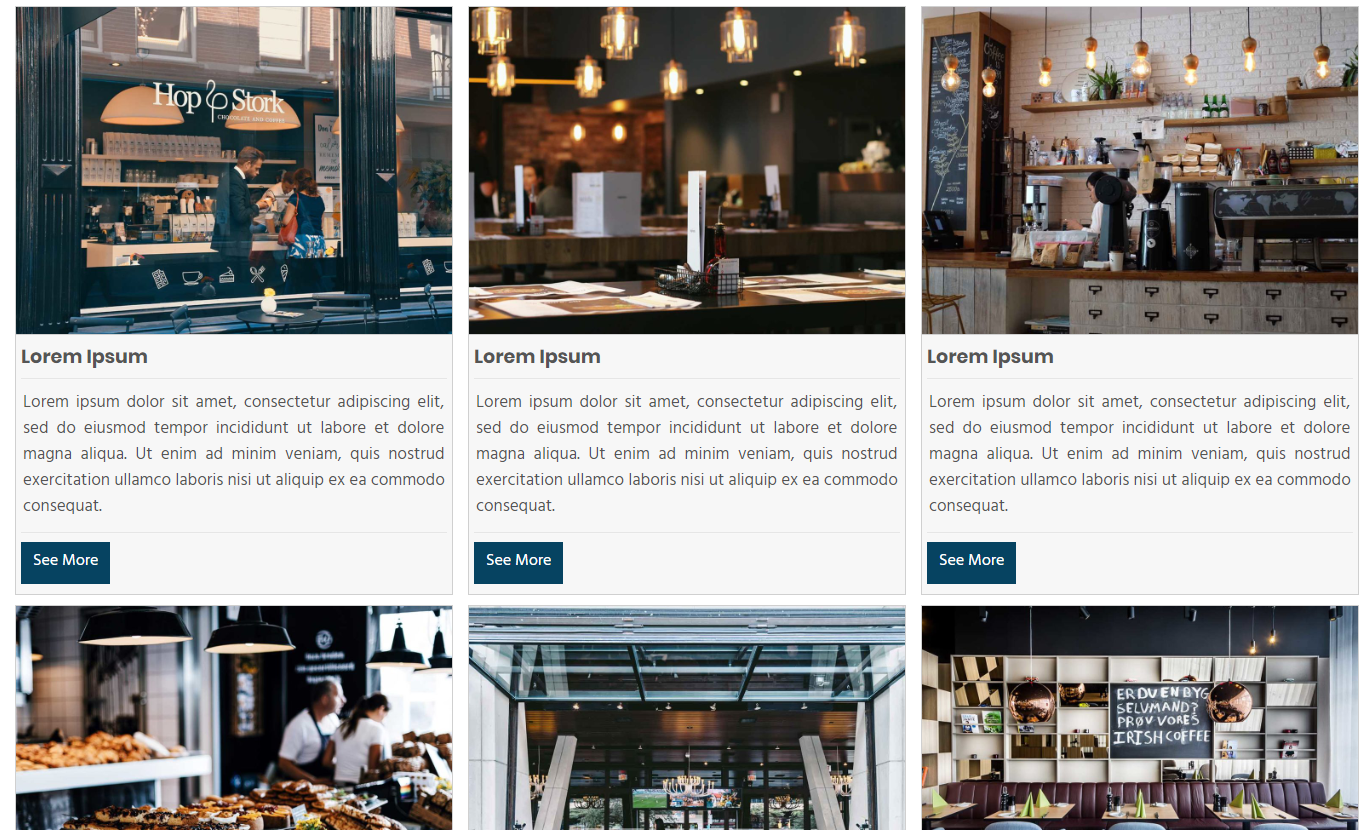 Hop & Stork
CHOCOLATE AND COFFEE
Lorem Ipsum
Lorem ipsum dolor sit amet, consectetur adipiscing elit,
sed do eiusmod tempor incididunt ut labore et dolore
magna aliqua. Ut enim ad minim veniam, quis nostrud
exercitation ullamco laboris nisi ut aliquip ex ea commodo
consequat.
See More
Lorem Ipsum
Lorem ipsum dolor sit amet, consectetur adipiscing elit,
sed do eiusmod tempor incididunt ut labore et dolore
magna aliqua. Ut enim ad minim veniam, quis nostrud
exercitation ullamco laboris nisi ut aliquip ex ea commodo
consequat.
See More
Lorem Ipsum
Lorem ipsum dolor sit amet, consectetur adipiscing elit,
sed do eiusmod tempor incididunt ut labore et dolore
magna aliqua. Ut enim ad minim veniam, quis nostrud
exercitation ullamco laboris nisi ut aliquip ex ea commodo
consequat.
See More
ER DU EN BYG
SELVMAND?
PRØV VORES
IRISH COFFEE